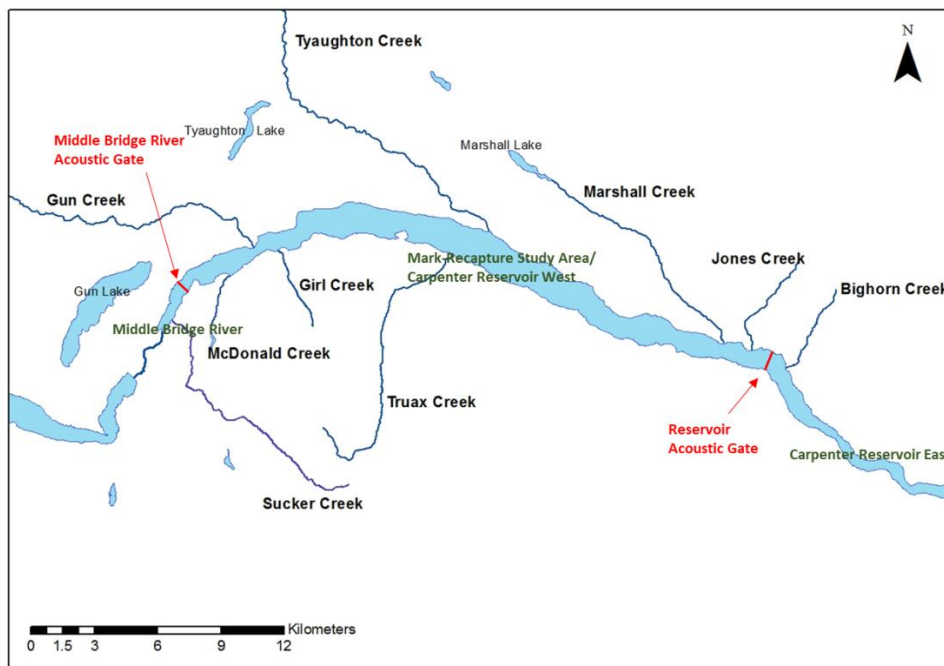 Tyaughton Creek
N
Middle Bridge River
Acoustic Gate
Tyaughton Lake
Marshall Lake
Gun Creek
Marshall Creek
Mark-Recapture Study Area/
Carpenter Reservoir West
Jones Creek
Gun Lake
Girl Creek
Bighorn Creek
Middle Bridge River
McDonald Creek
Truax Creek
Reservoir
Acoustic Gate
Carpenter Reservoir Eas
Sucker Creek
Kilometers
0 1.5 3 6 9 12